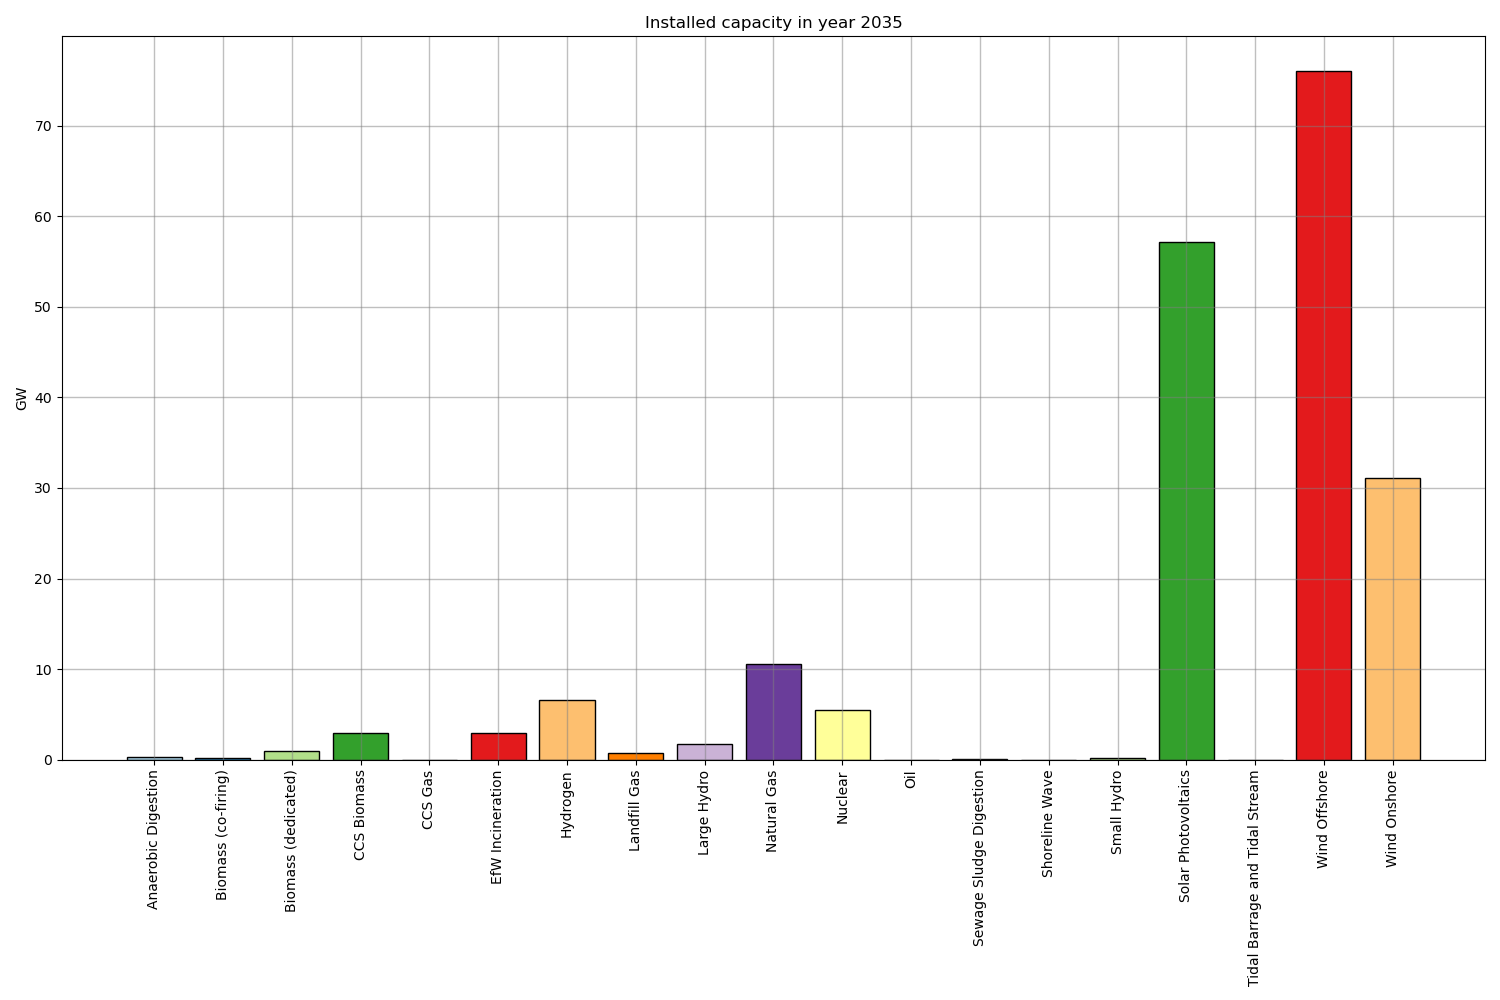 Installed capacity in year 2035
70
60
50
40
30
20
10
0
GW
Anaerobic Digestion
Biomass (co-firing)
Biomass (dedicated)
CCS Biomass
CCS Gas
EfW Incineration
Hydrogen
Landfill Gas
Large Hydro
Natural Gas
Nuclear
Oil
Sewage Sludge Digestion
Shoreline Wave
Small Hydro
Solar Photovoltaics
Tidal Barrage and Tidal Stream
Wind Offshore
Wind Onshore